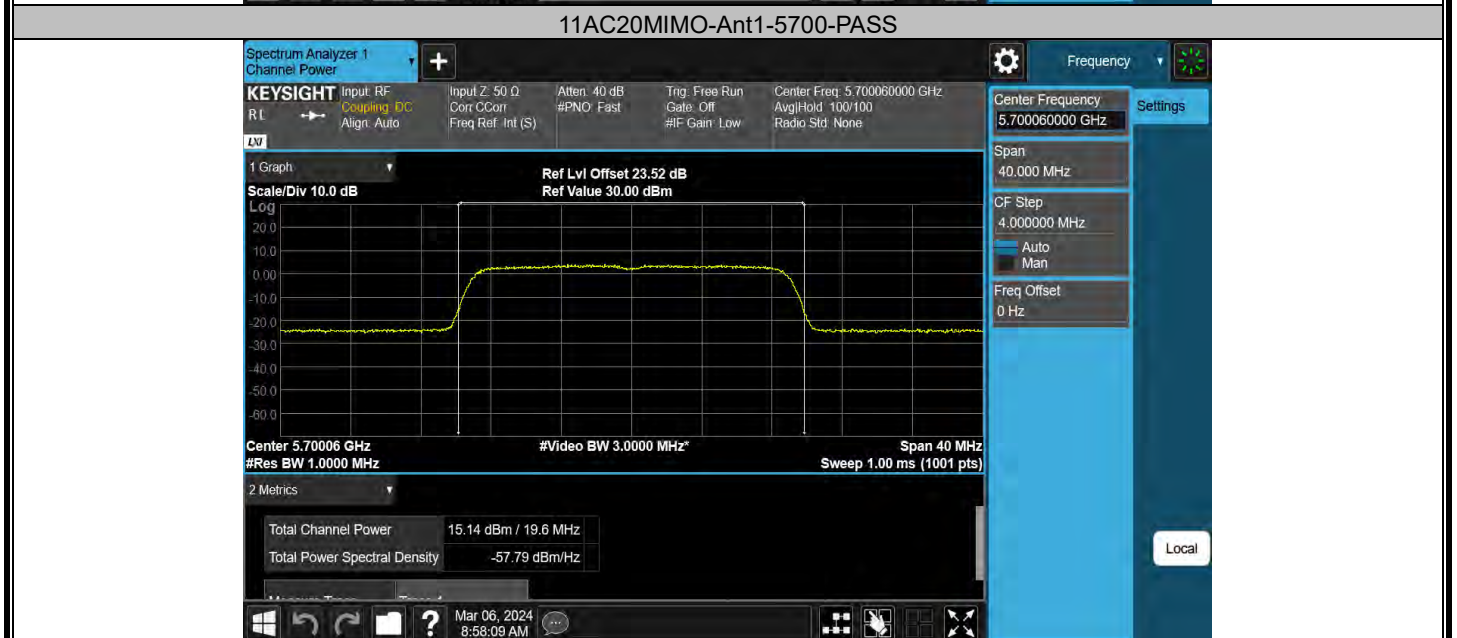 11AC20MIMO-Ant1-5700-PASS
Spectrum Analyzer 1
Channel Power
+
Frequency
KEYSIGHT
RL
LXI
Input: RF
Coupling: DC
Align: Auto
Input Z: 50 Ω
Corr CCorr
Freq Ref: Int (S)
Atten: 40 dB
#PNO: Fast
Trig: Free Run
Gate: Off
#IF Gain: Low
Center Freq: 5.700060000 GHz
Avg|Hold: 100/100
Radio Std: None
Center Frequency
5.700060000 GHz
Settings
Span
40.000 MHz
CF Step
4.000000 MHz
Auto
Man
Freq Offset
0 Hz
Local
1 Graph
Scale/Div 10.0 dB
Ref Lvl Offset 23.52 dB
Ref Value 30.00 dBm
Log
20.0
10.0
0.00
-10.0
-20.0
-30.0
-40.0
-50.0
-60.0
Center 5.70006 GHz
#Video BW 3.0000 MHz*
Span 40 MHz
#Res BW 1.0000 MHz
Sweep 1.00 ms (1001 pts)
2 Metrics
Total Channel Power 15.14 dBm / 19.6 MHz
Total Power Spectral Density -57.79 dBm/Hz
?
Mar 06, 2024
8:58:09 AM